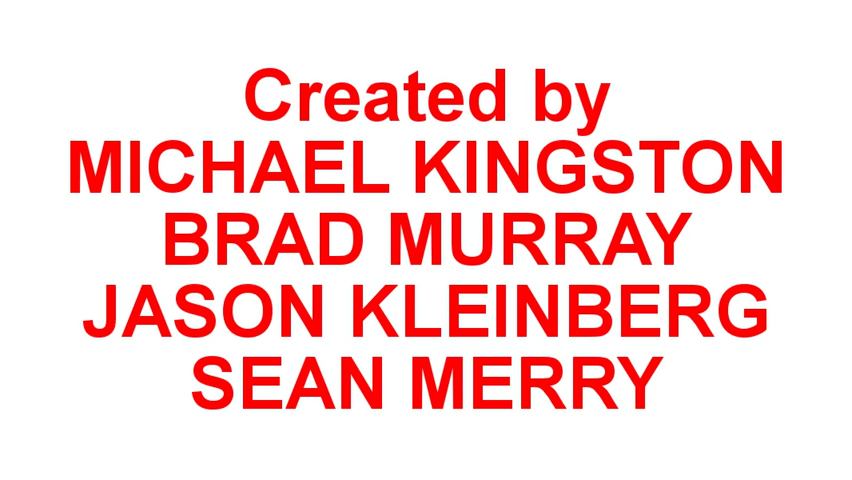 Created by
MICHAEL KINGSTON
BRAD MURRAY
JASON KLEINBERG
SEAN MERRY